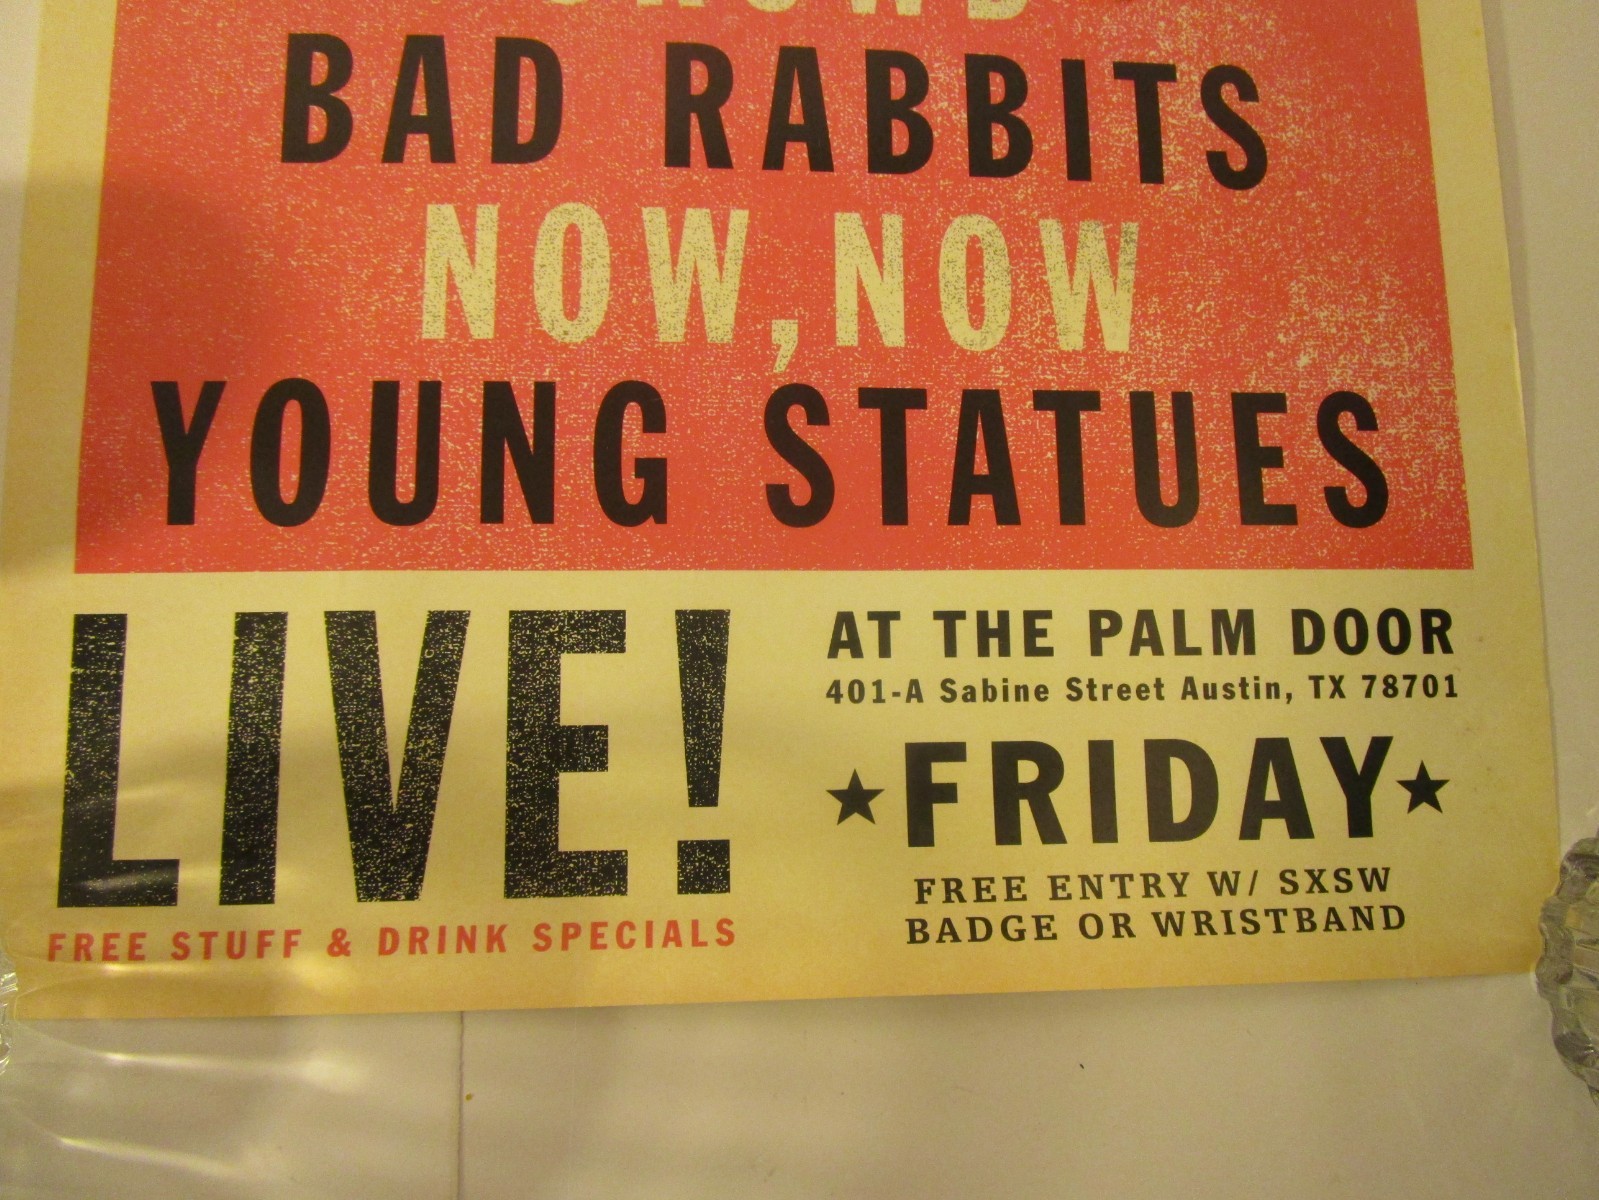 BAD RABBITS
NOW, NOW
YOUNG STATUES
LIVE!
FREE STUFF & DRINK SPECIALS
AT THE PALM DOOR
401-A Sabine Street Austin, TX 78701
★FRIDAY★
FREE ENTRY W/ SXSW
BADGE OR WRISTBAND